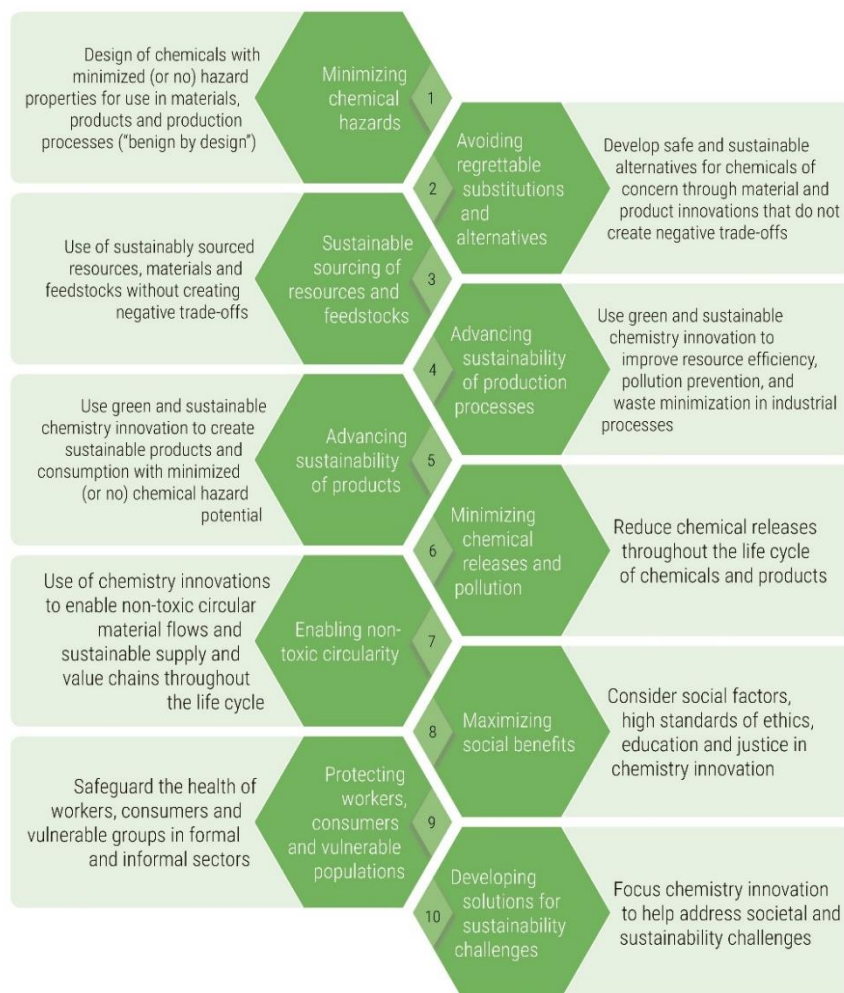 Design of chemicals with
minimized (or no) hazard
properties for use in materials,
products and production
processes (“benign by design”)
Minimizing
chemical
hazards
1
2
Avoiding
regrettable
substitutions
and
alternatives
Develop safe and sustainable
alternatives for chemicals of
concern through material and
product innovations that do not
create negative trade-offs
Use of sustainably sourced
resources, materials and
feedstocks without creating
negative trade-offs
Sustainable
sourcing of
resources and
feedstocks
3
4
Advancing
sustainability
of production
processes
Use green and sustainable
chemistry innovation to
improve resource efficiency,
pollution prevention, and
waste minimization in industrial
processes
Use green and sustainable
chemistry innovation to create
sustainable products and
consumption with minimized
(or no) chemical hazard
potential
Advancing
sustainability
of products
5
6
Minimizing
chemical
releases and
pollution
Reduce chemical releases
throughout the life cycle
of chemicals and products
Use of chemistry innovations
to enable non-toxic circular
material flows and
sustainable supply and
value chains throughout
the life cycle
Enabling non-
toxic circularity
7
8
Maximizing
social benefits
Consider social factors,
high standards of ethics,
education and justice in
chemistry innovation
Safeguard the health of
workers, consumers and
vulnerable groups in formal
and informal sectors
Protecting
workers,
consumers
and vulnerable
populations
9
10
Developing
solutions for
sustainability
challenges
Focus chemistry innovation
to help address societal and
sustainability challenges